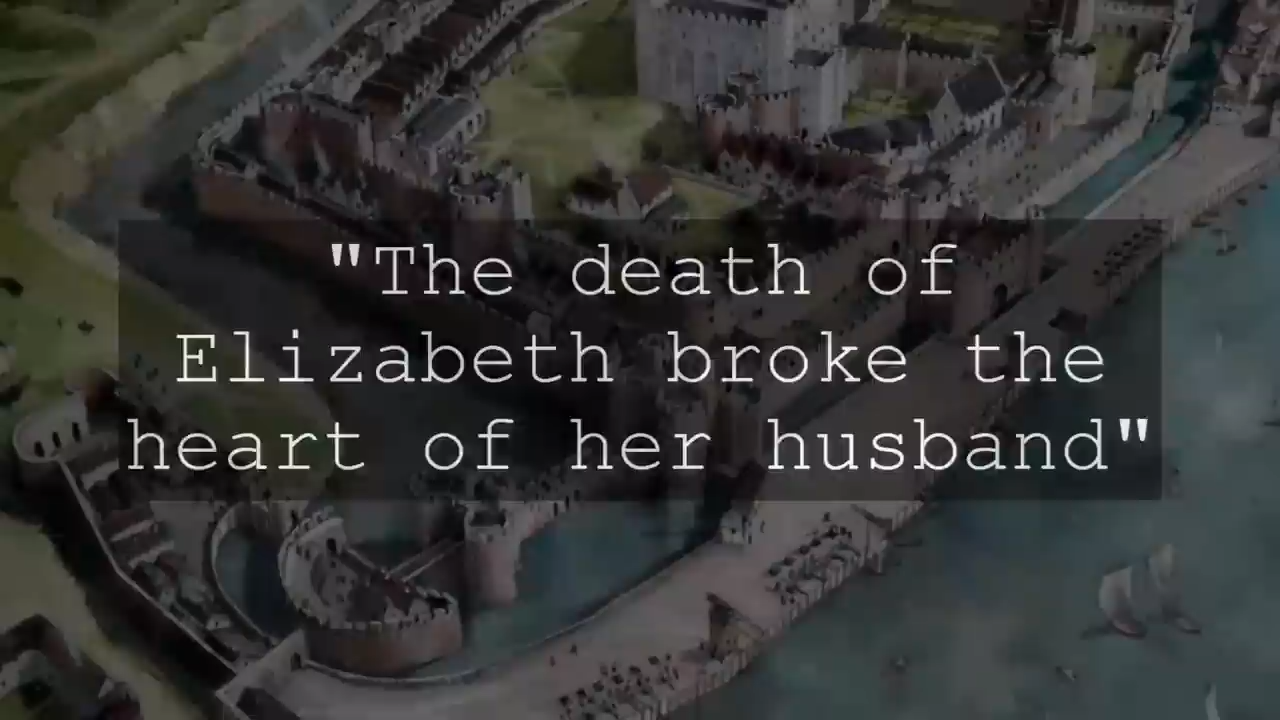 "The death of
Elizabeth broke the
heart of her husband"